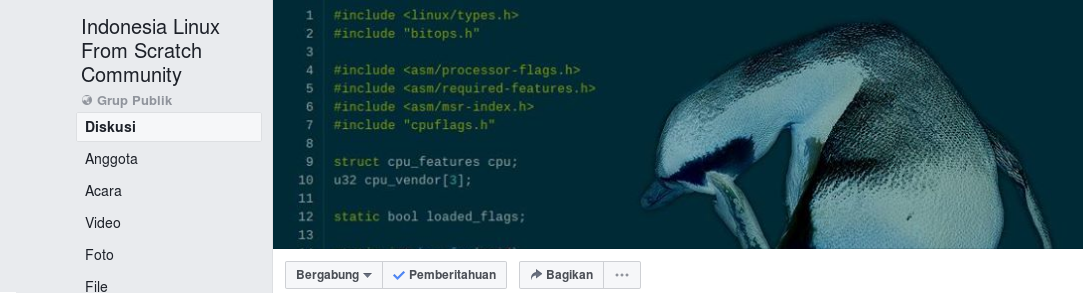 Indonesia Linux
From Scratch
Community
Grup Publik
Diskusi
Anggota
Acara
Video
Foto
File
1 #include <linux/types.h>
2 #include "bitops.h"
3
4 #include <asm/processor-flags.h>
5 #include <asm/required-features.h>
6 #include <asm/msr-index.h>
7 #include "cpuflags.h"
8
9 struct cpu_features cpu;
10 u32 cpu_vendor[3];
11
12 static bool loaded_flags;
13
Bergabung Pemberitahuan Bagikan ...